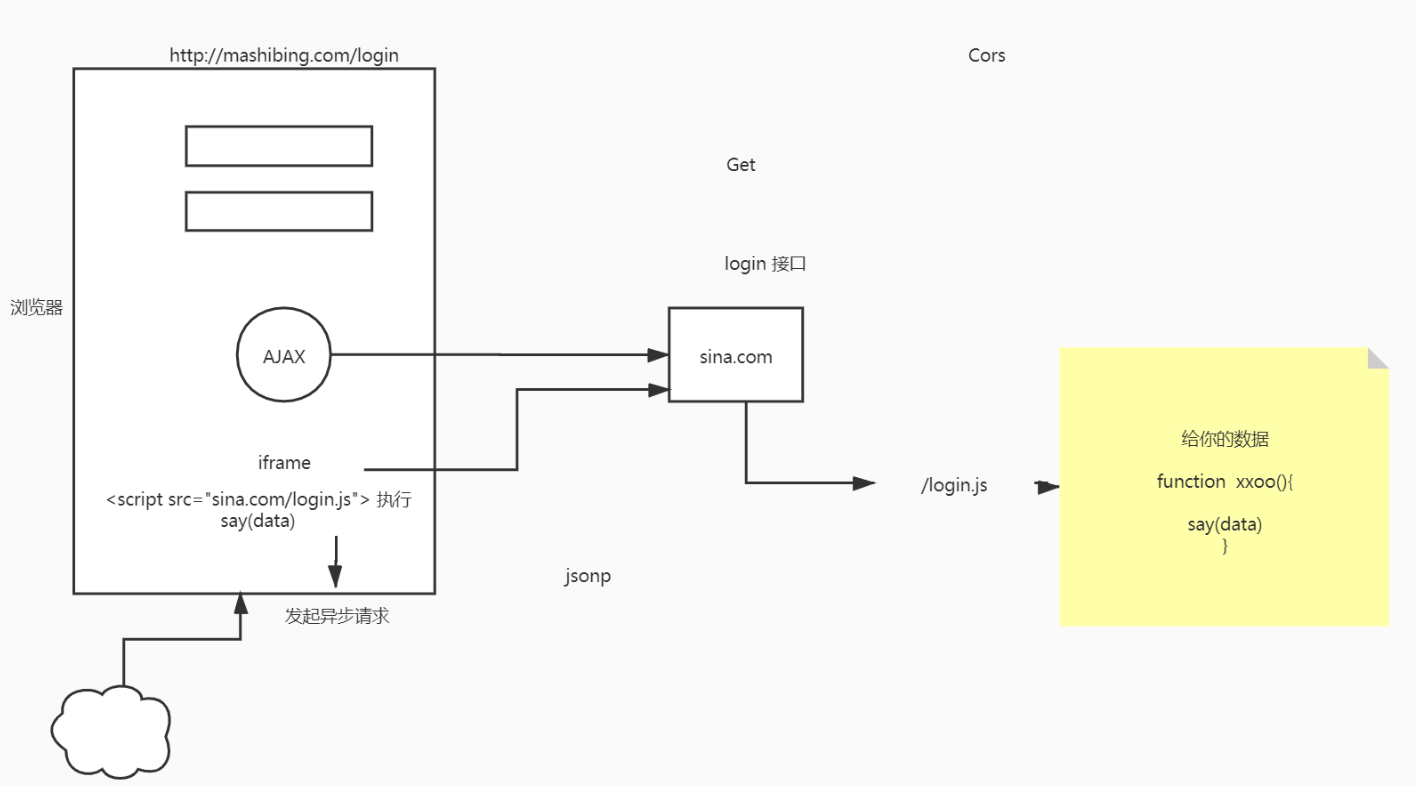 http://mashibing.com/login
Cors
Get
login 接口
浏览器
AJAX
sina.com
iframe
<script src="sina.com/login.js"> 执行
say(data)
/login.js
给你的数据
function  xxoo(){
say(data)
}
jsonp
发起异步请求